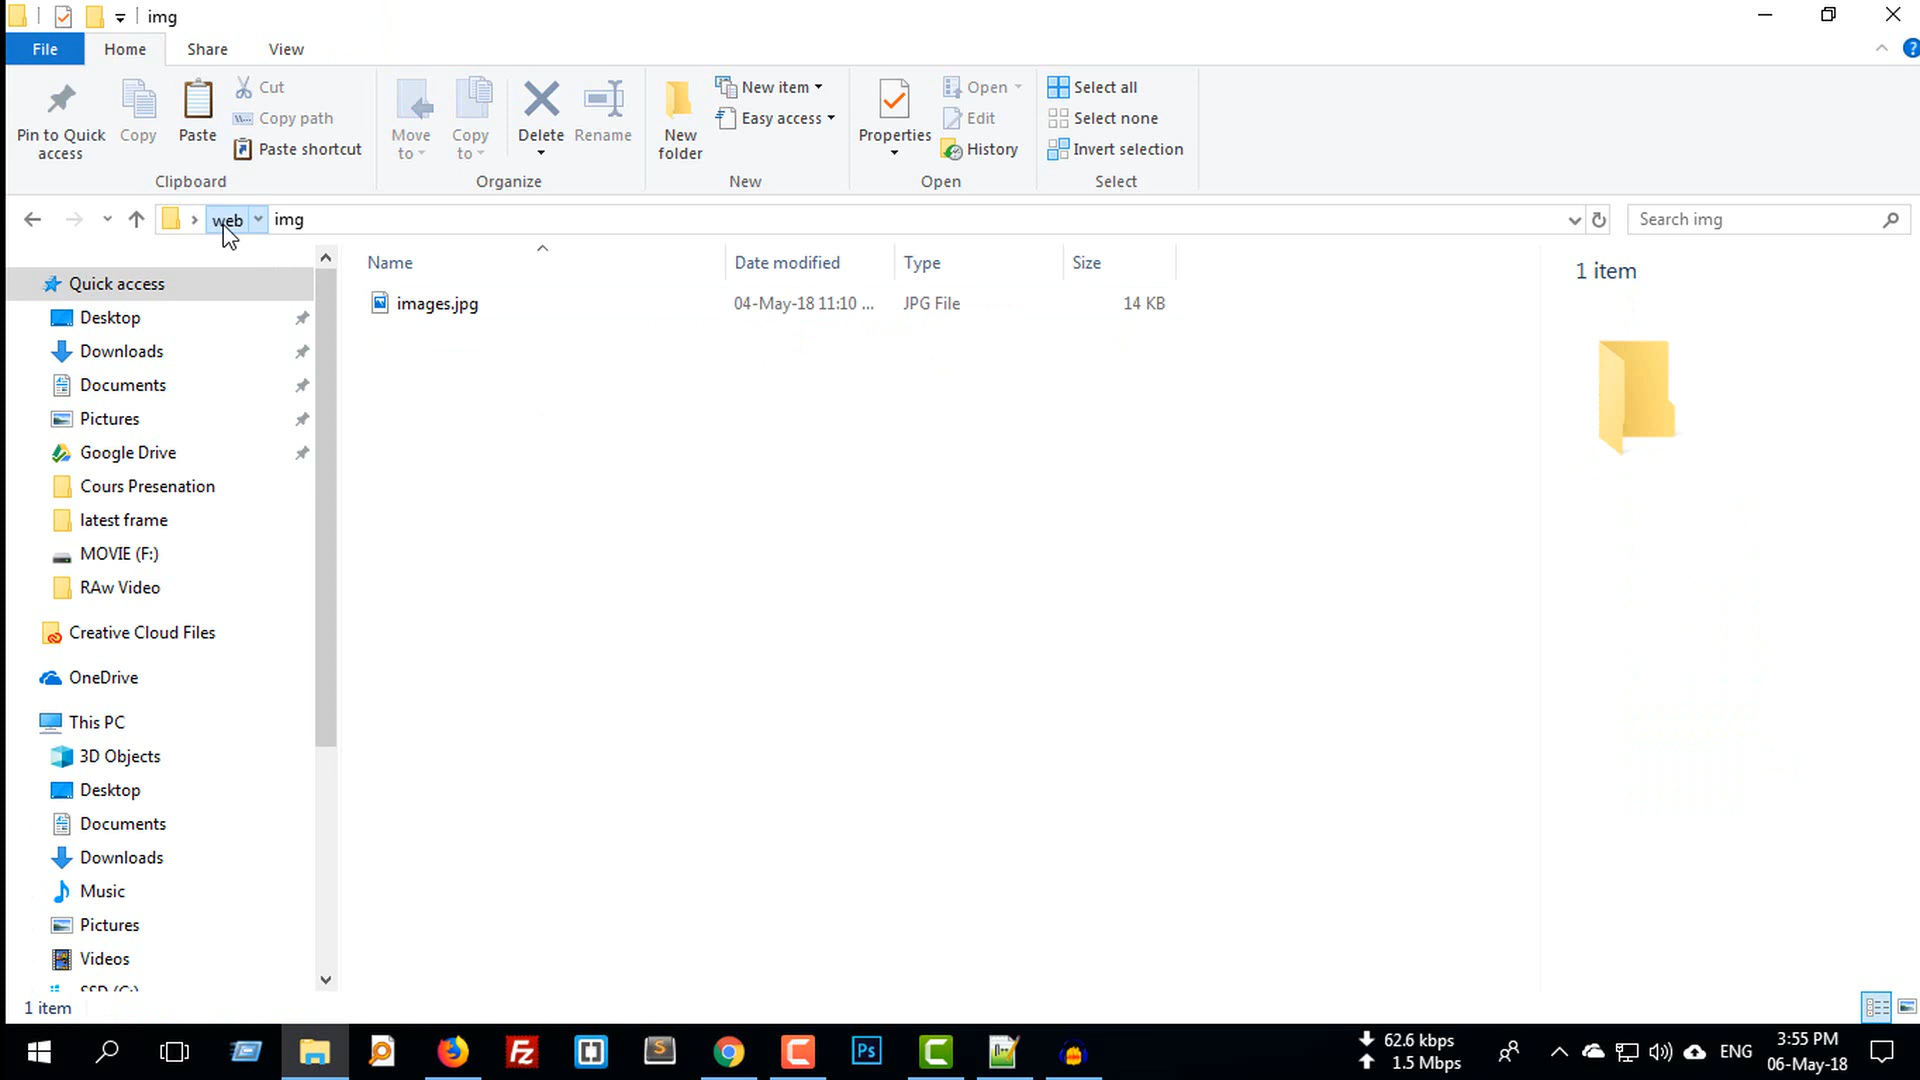 img
File
Home
Share
View
Pin to Quick access
Copy
Paste
Cut
Copy path
Paste shortcut
Clipboard
Move to
Copy to
Delete
Rename
Organize
New folder
New item
Easy access
New
Properties
Open
Edit
History
Open
Select all
Select none
Invert selection
Select
web
img
Search img
Name
Date modified
Type
Size
images.jpg
04-May-18 11:10 ...
JPG File
14 KB
1 item
Quick access
Desktop
Downloads
Documents
Pictures
Google Drive
Cours Presenation
latest frame
MOVIE (F:)
RAw Video
Creative Cloud Files
OneDrive
This PC
3D Objects
Desktop
Documents
Downloads
Music
Pictures
Videos
SSD (C:)
1 item
Fz
S
Ps
62.6 kbps
1.5 Mbps
ENG
3:55 PM
06-May-18